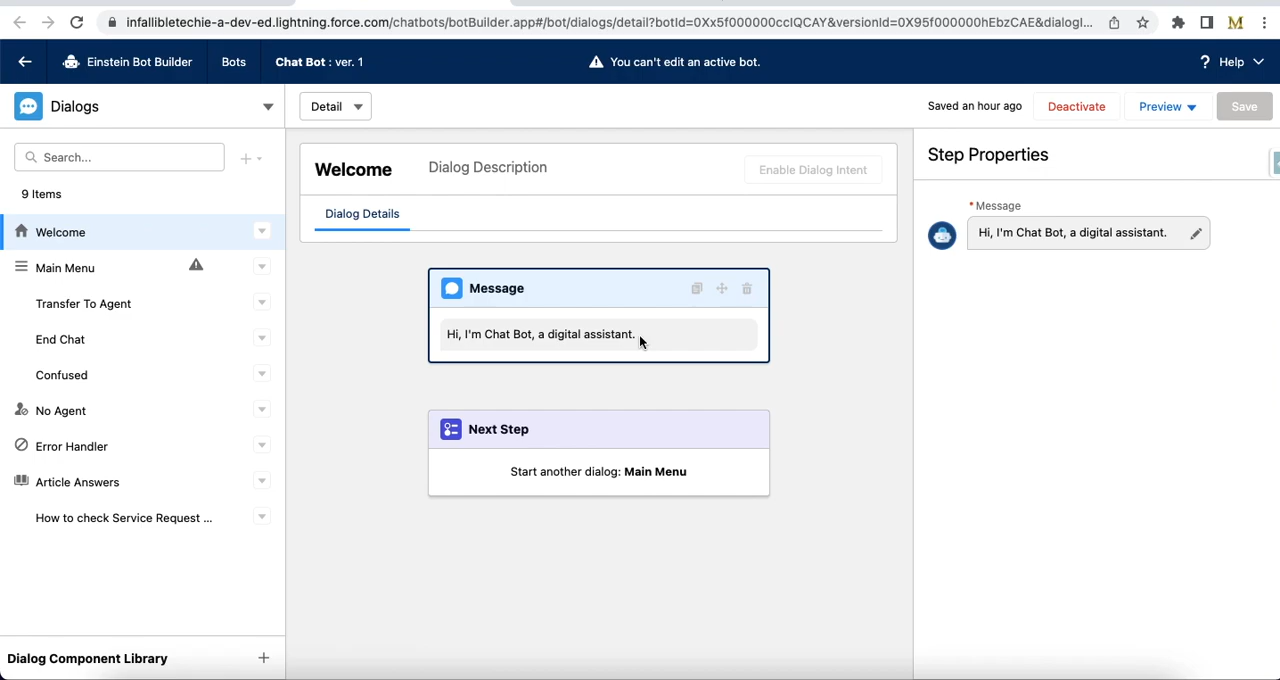 infallibletechie-a-dev-ed.lightning.force.com/chatbots/botBuilder.app#/bot/dialogs/detail?botId=0Xx5f000000ccIQCAY&versionId=0X95f000000hEbzCAE&dialogI...
Einstein Bot Builder
Bots
Chat Bot : ver. 1
You can't edit an active bot.
? Help
Dialogs
Detail
Saved an hour ago
Deactivate
Preview
Save
Search...
9 Items
Welcome
Main Menu
Transfer To Agent
End Chat
Confused
No Agent
Error Handler
Article Answers
How to check Service Request ...
Dialog Component Library
Welcome
Dialog Description
Enable Dialog Intent
Dialog Details
Message
Hi, I'm Chat Bot, a digital assistant.
Next Step
Start another dialog: Main Menu
Step Properties
* Message
Hi, I'm Chat Bot, a digital assistant.